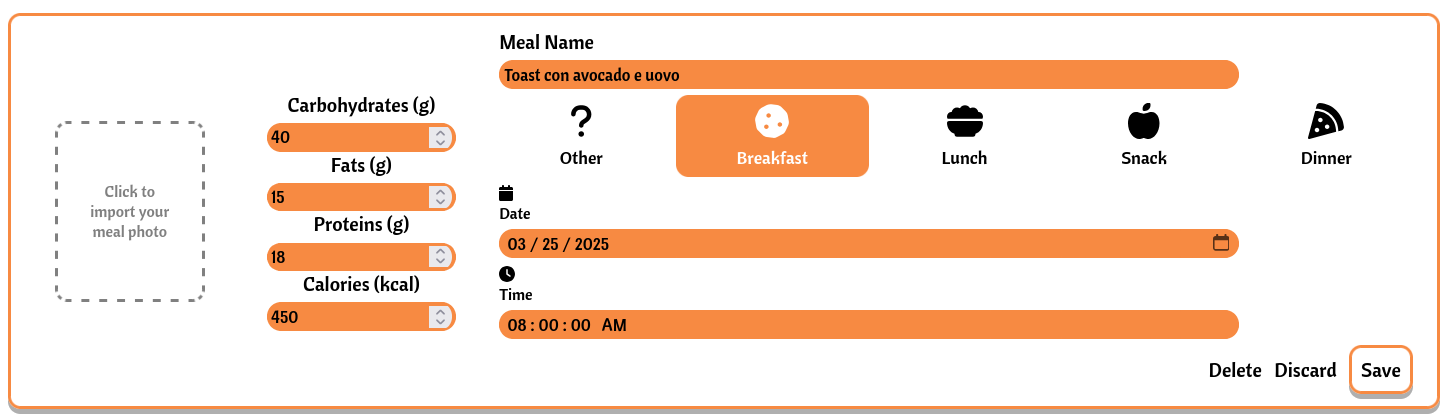 Click to
import your
meal photo
Carbohydrates (g)
40
Fats (g)
15
Proteins (g)
18
Calories (kcal)
450
Meal Name
Toast con avocado e uovo
?
Other
Breakfast
Lunch
Snack
Dinner
Date
03 / 25 / 2025
Time
08 : 00 : 00 AM
Delete Discard Save